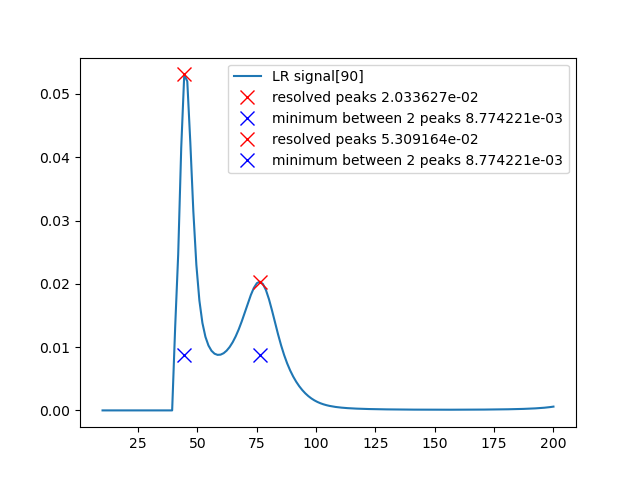 LR signal[90]
resolved peaks 2.033627e-02
minimum between 2 peaks 8.774221e-03
resolved peaks 5.309164e-02
minimum between 2 peaks 8.774221e-03
0.05
0.04
0.03
0.02
0.01
0.00
25 50 75 100 125 150 175 200